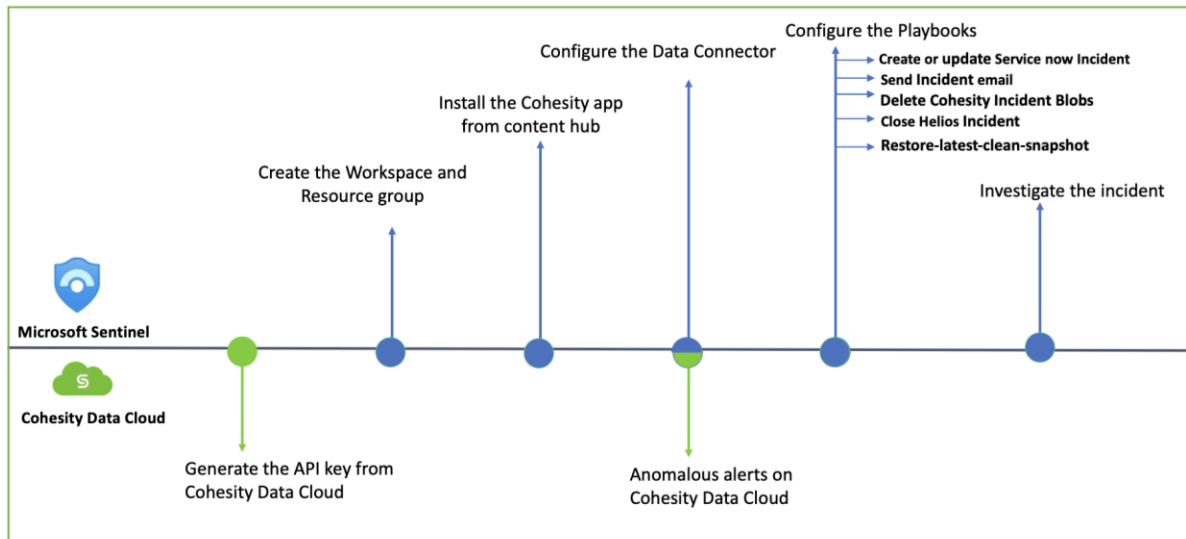 Configure the Playbooks
Create or update Service now Incident
Send Incident email
Delete Cohesity Incident Blobs
Close Helios Incident
Restore-latest-clean-snapshot
Configure the Data Connector
Install the Cohesity app
from content hub
Create the Workspace and
Resource group
Investigate the incident
Microsoft Sentinel
Cohesity Data Cloud
Generate the API key from
Cohesity Data Cloud
Anomalous alerts on
Cohesity Data Cloud